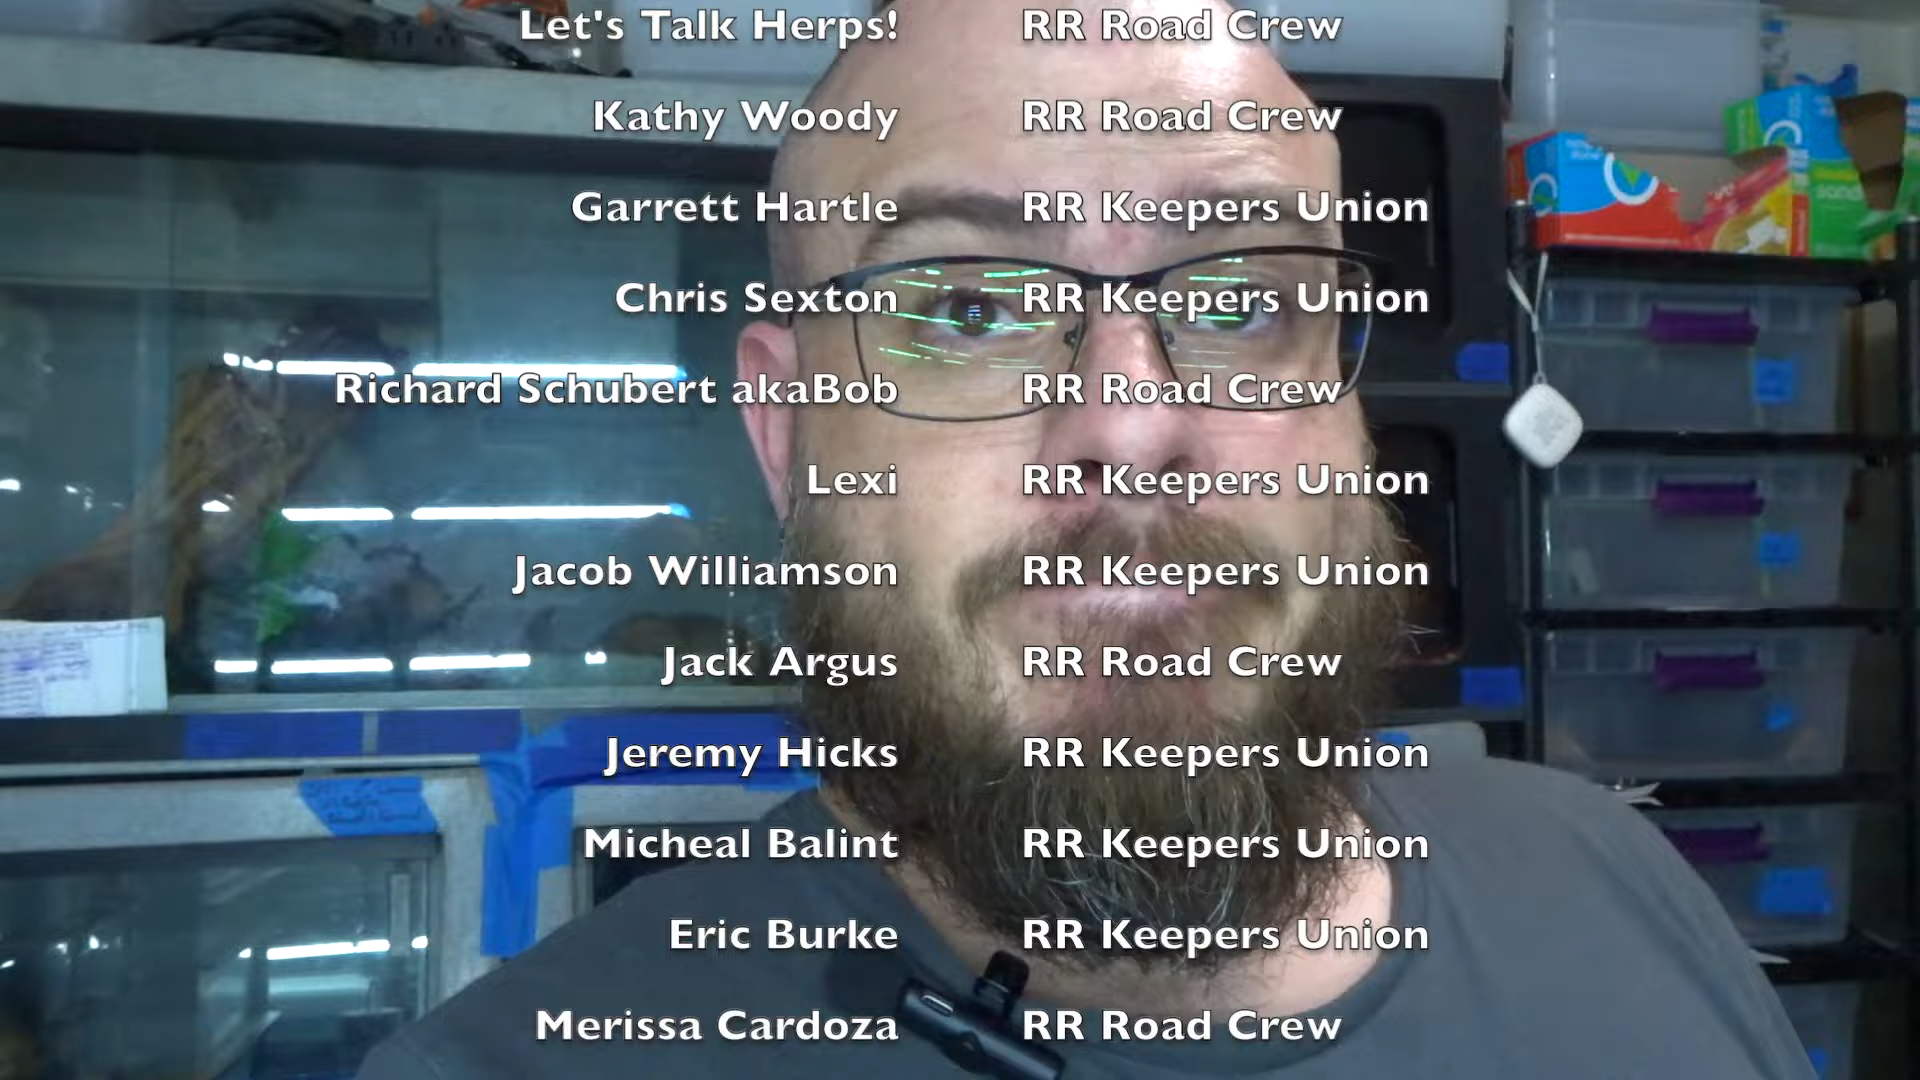 Let's Talk Herps! RR Road Crew
Kathy Woody RR Road Crew
Garrett Hartle RR Keepers Union
Chris Sexton RR Keepers Union
Richard Schubert akaBob RR Road Crew
Lexi RR Keepers Union
Jacob Williamson RR Keepers Union
Jack Argus RR Road Crew
Jeremy Hicks RR Keepers Union
Micheal Balint RR Keepers Union
Eric Burke RR Keepers Union
Merissa Cardoza RR Road Crew